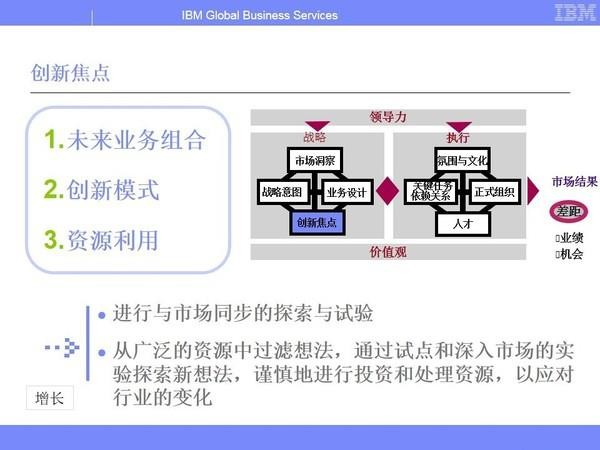 IBM Global Business Services
IBM
创新焦点
1.未来业务组合
2.创新模式
3.资源利用
领导力
战略
市场洞察
战略意图
业务设计
创新焦点
执行
氛围与文化
关键任务
依赖关系
正式组织
人才
价值观
市场结果
差距
业绩
机会
进行与市场同步的探索与试验
从广泛的资源中过滤想法，通过试点和深入市场的实
验探索新想法，谨慎地进行投资和处理资源，以应对
行业的变化
增长